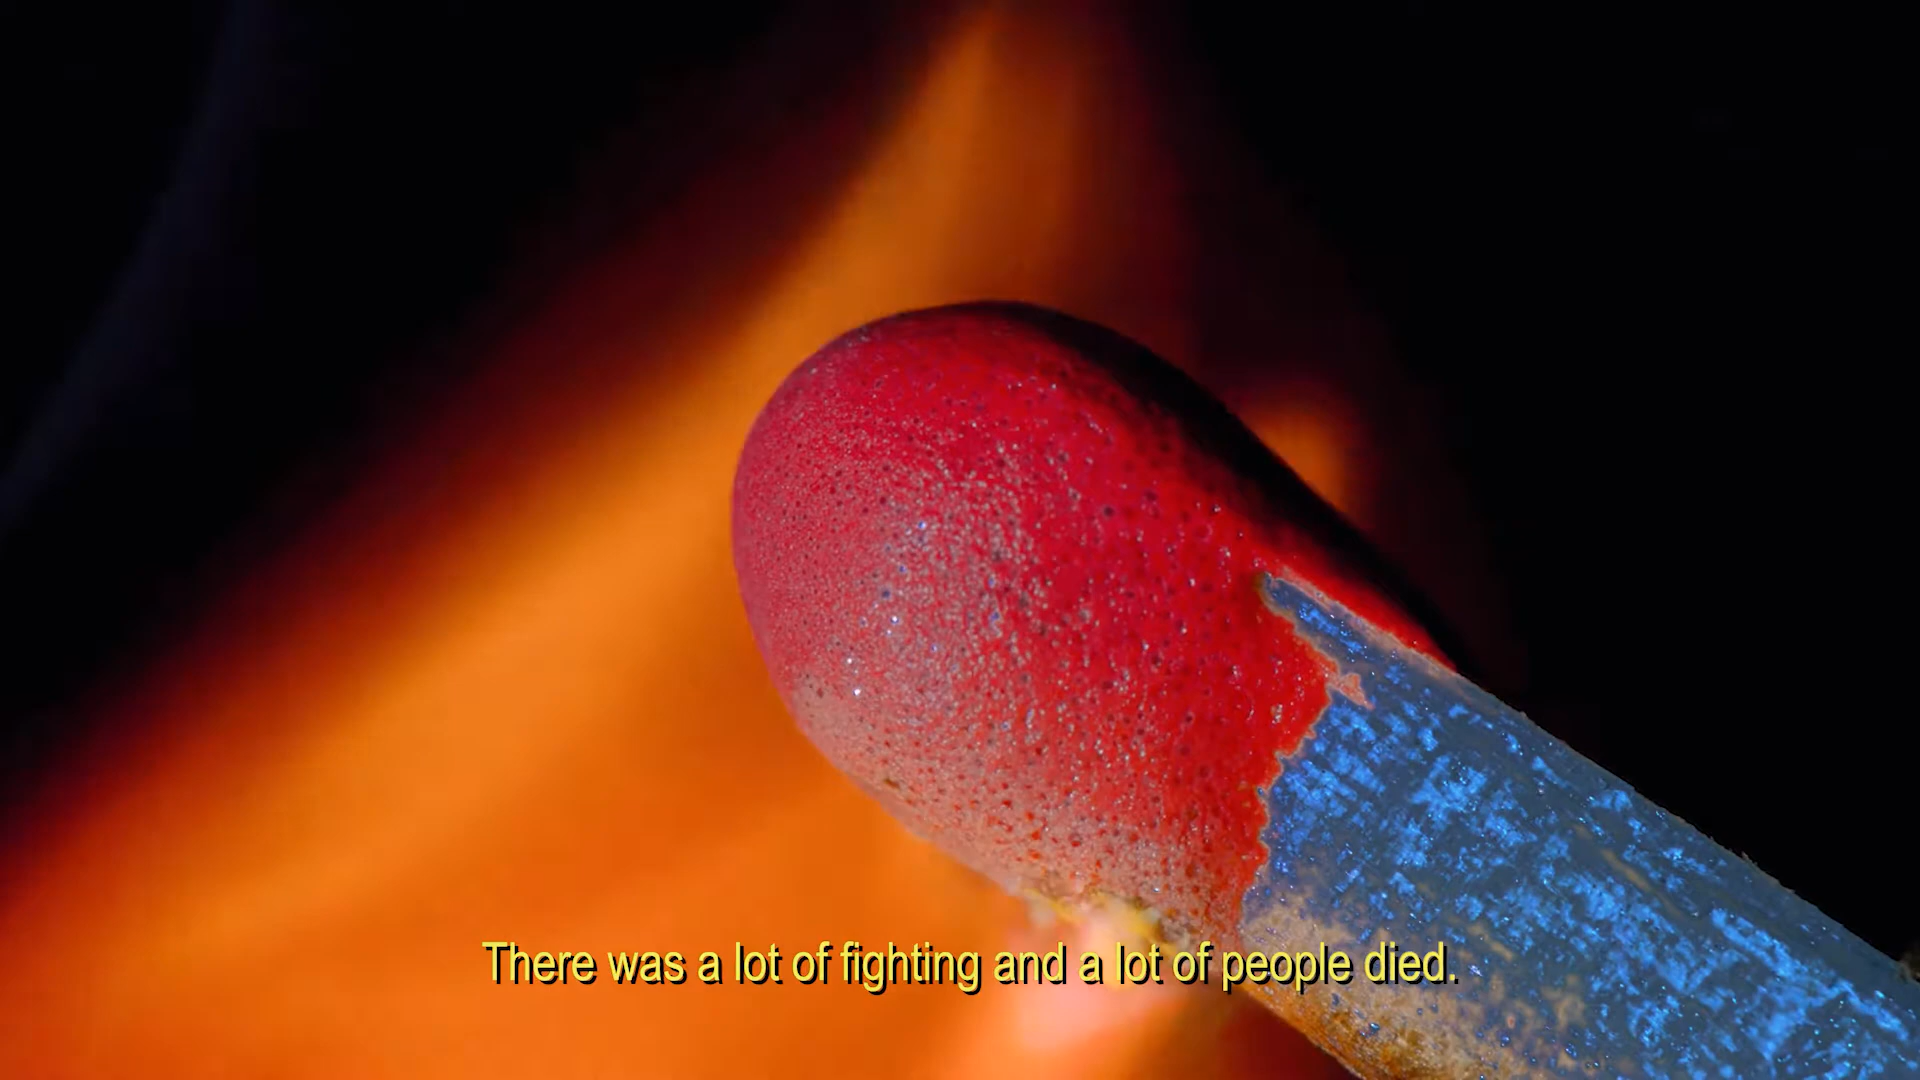 There was a lot of fighting and a lot of people died.